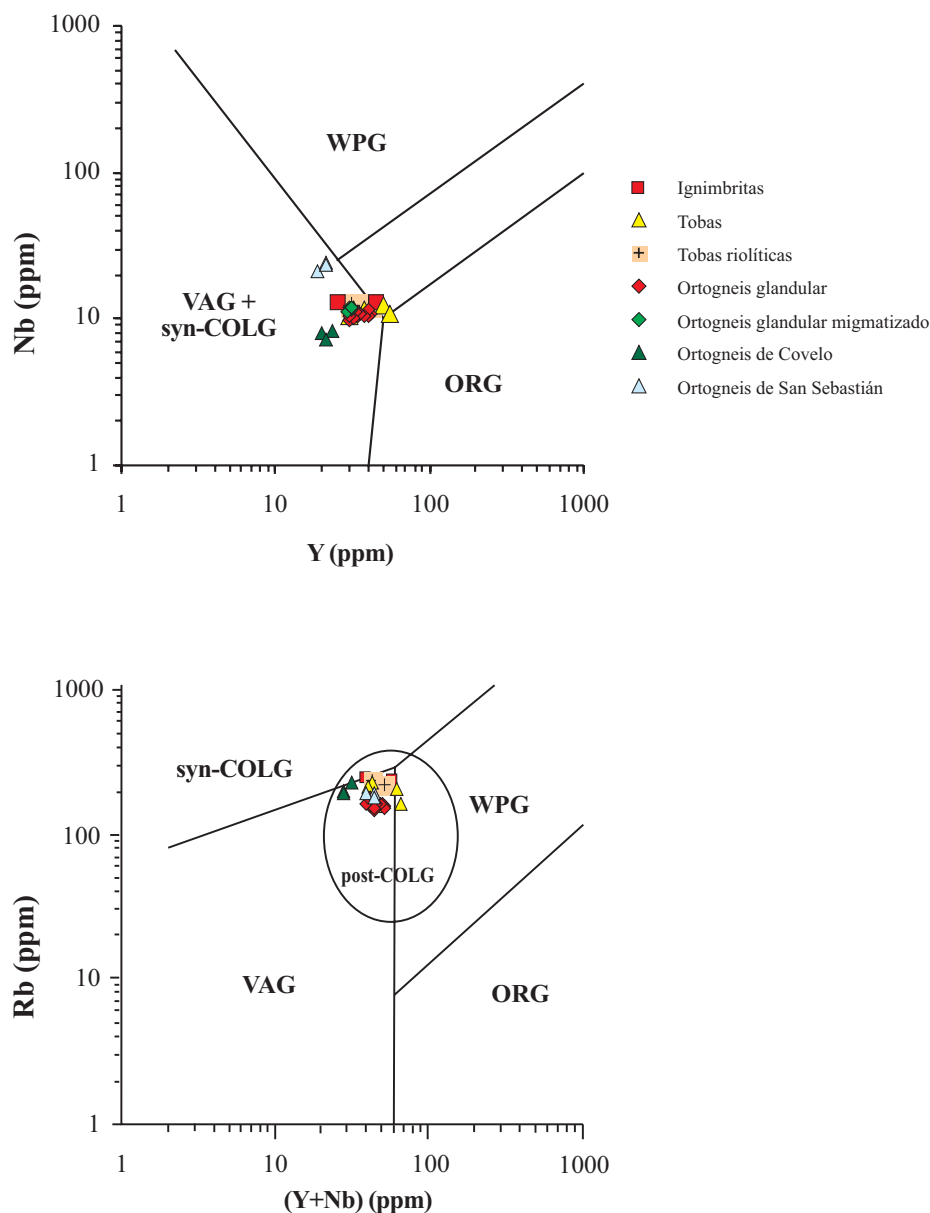 1000
100
10
1
Nb (ppm)
WPG
VAG +
syn-COLG
ORG
1
10
100
1000
Y (ppm)
Ignimbritas
Tobas
Tobas riolíticas
Ortogneis glandular
Ortogneis glandular migmatizado
Ortogneis de Covelo
Ortogneis de San Sebastián
1000
100
10
1
Rb (ppm)
syn-COLG
WPG
post-COLG
VAG
ORG
1
10
100
1000
(Y+Nb) (ppm)